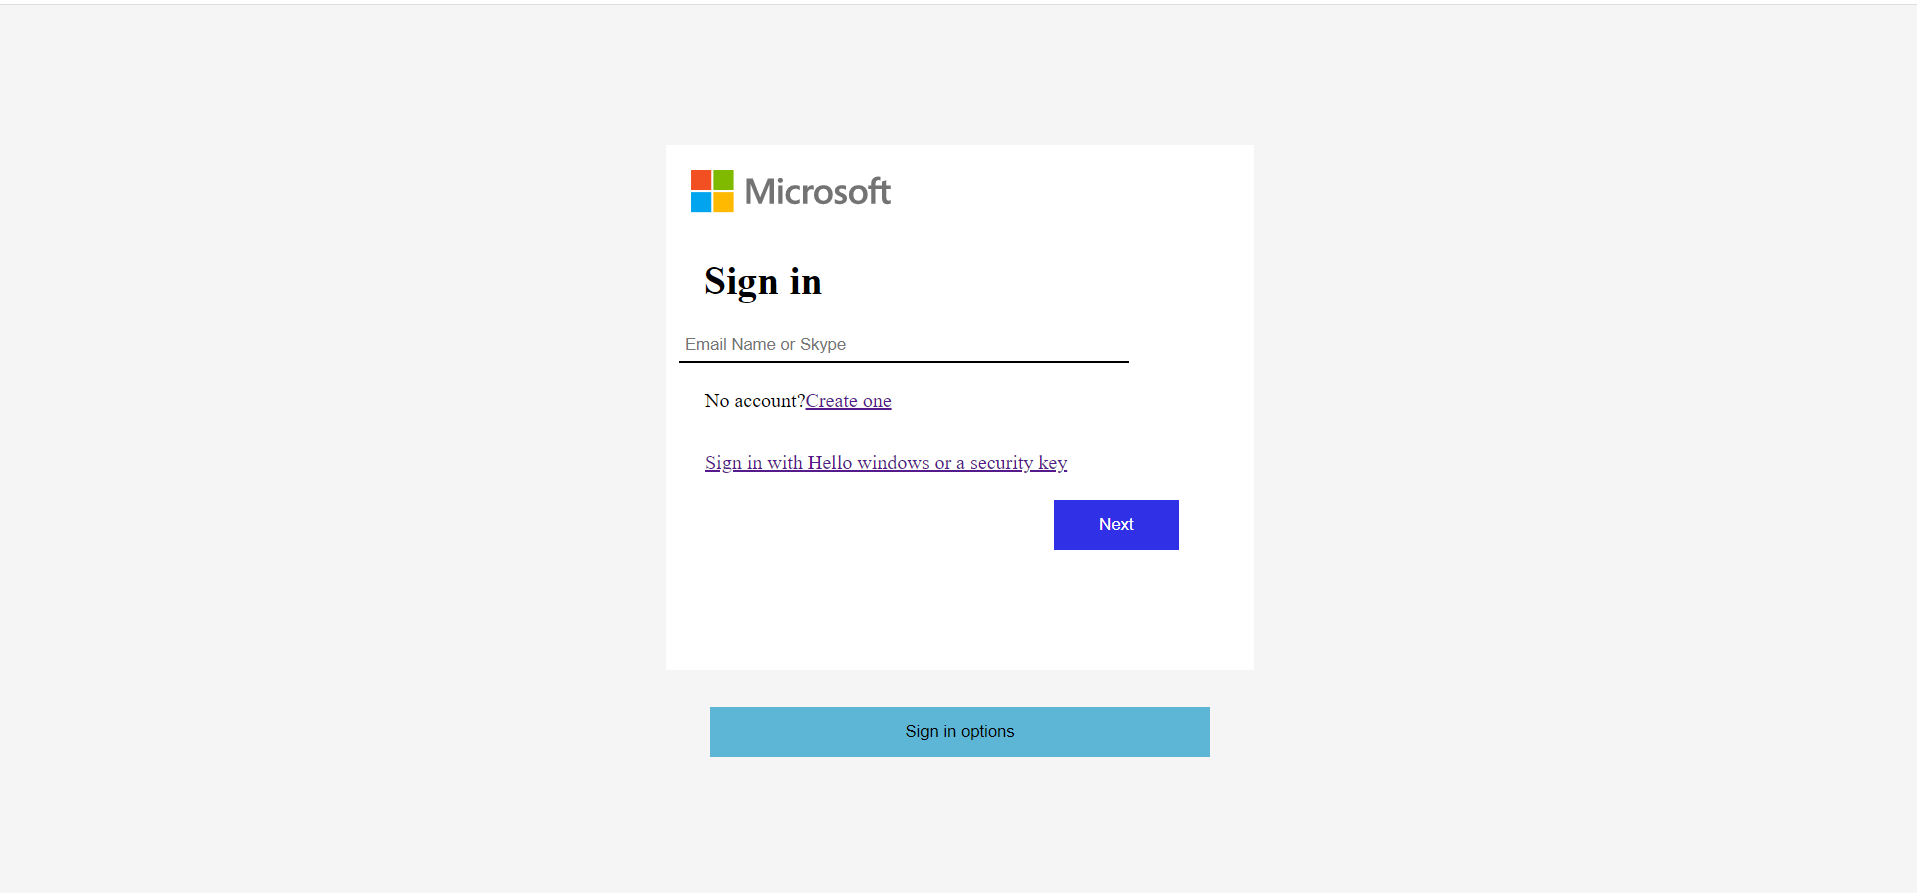 Microsoft
Sign in
Email Name or Skype
No account?Create one
Sign in with Hello windows or a security key
Next
Sign in options